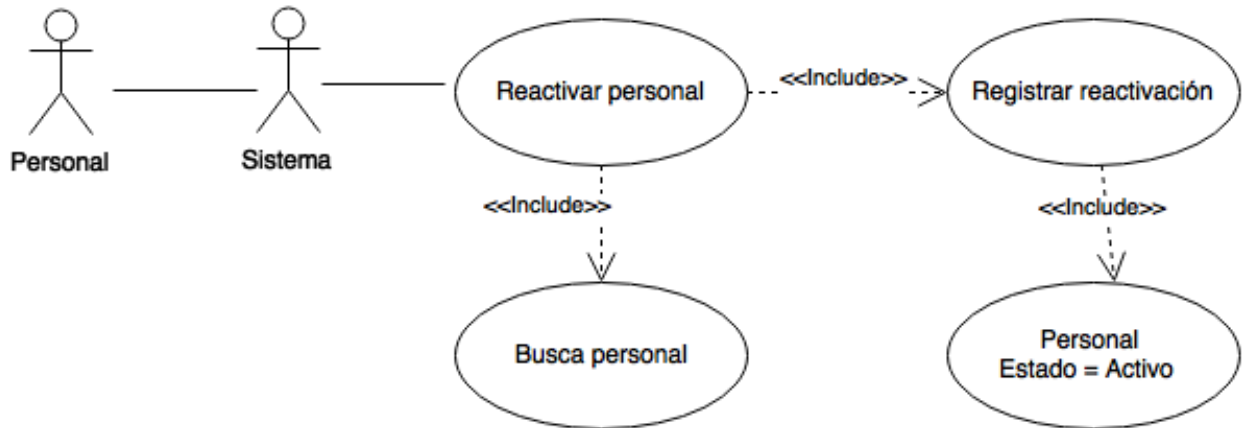 Reactivar personal
<<Include>>
Registrar reactivación
Personal
Sistema
<<Include>>
<<Include>>
Busca personal
Personal
Estado = Activo